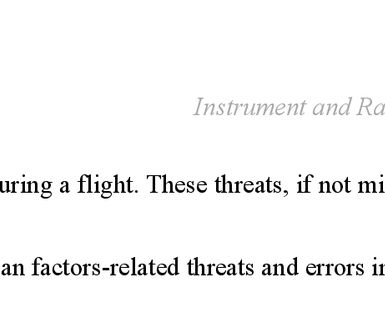 Instrument and Ra
uring a flight. These threats, if not mi
an factors-related threats and errors in